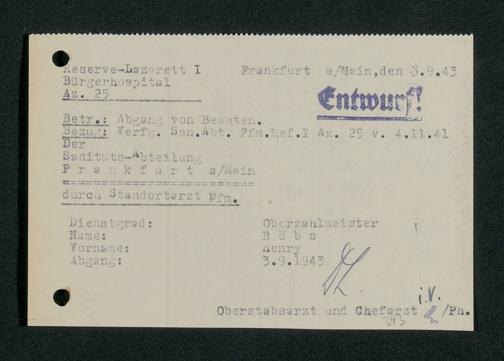 Reserve-Lazarett I Frankfurt a/Main,den 3.9.43
Bürgerhospital
Az. 25
Entwurf!
Betr.: Abgang von Beamten.
Bezug: Verfg. San.Abt. Ffm.Ref.I Az. 25 v. 4.11.41
Der
Sanitäts-Abteilung
F r a n k f u r t a/Main
durch Standortarzt Ffm.
Dienstgrad: Oberzahlmeister
Name: B ö b s
Vorname: Henry
Abgang: 3.9.1943
i.V.
Oberstabsarzt und Chefarzt /Ph.
393